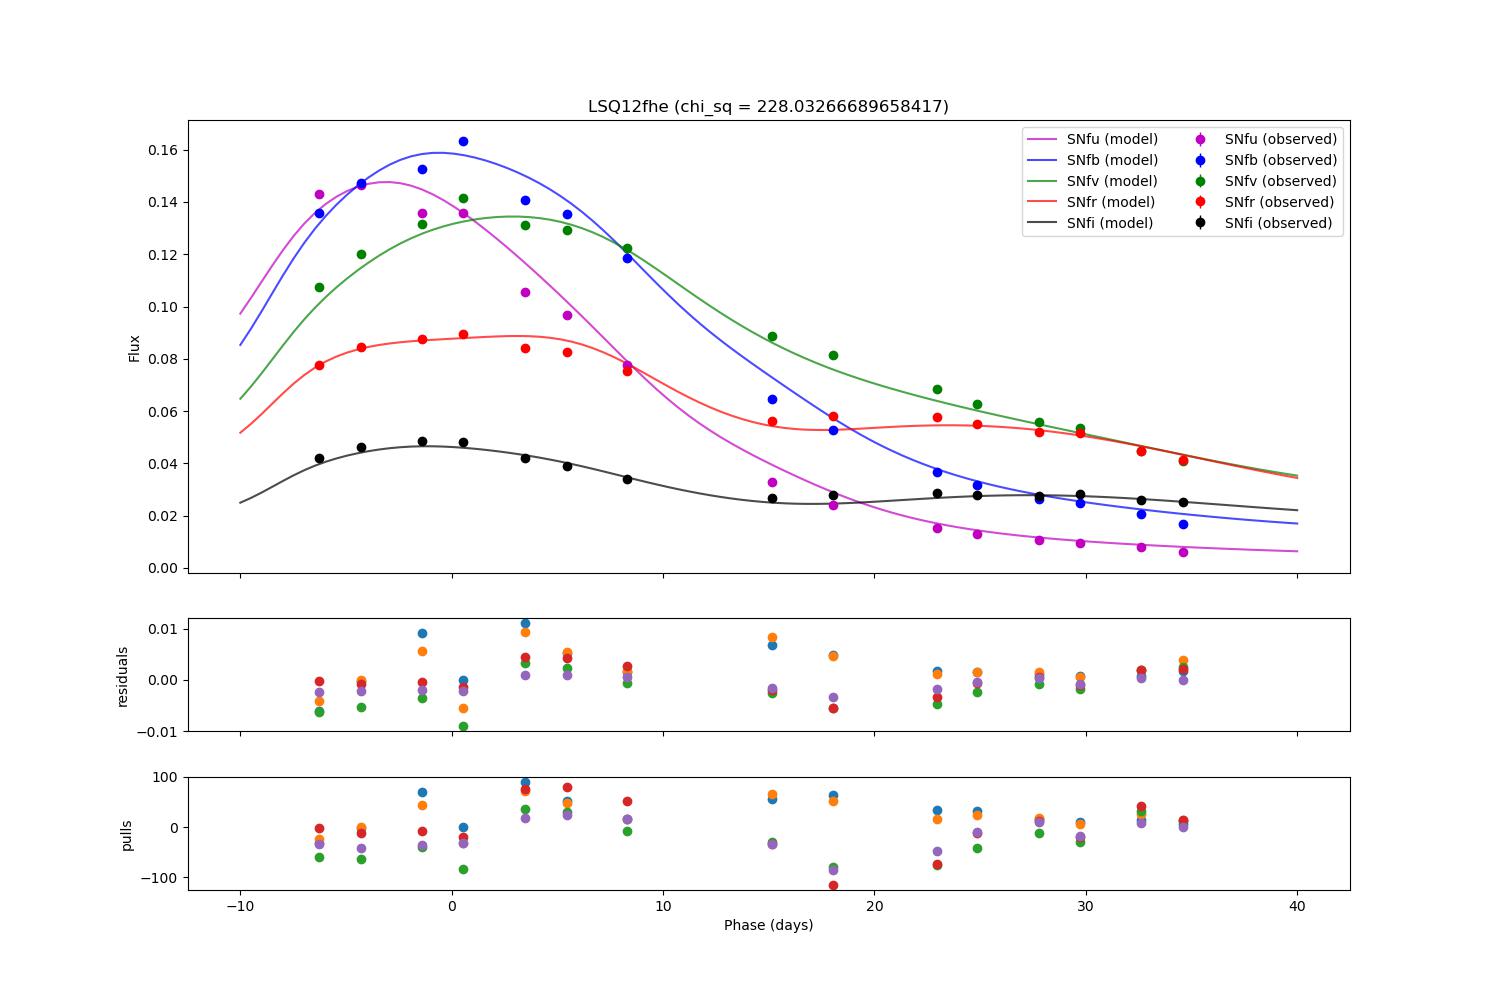 LSQ12fhe (chi_sq = 228.03266689658417)
SNfu (model)
SNfb (model)
SNfv (model)
SNfr (model)
SNfi (model)
SNfu (observed)
SNfb (observed)
SNfv (observed)
SNfr (observed)
SNfi (observed)
Flux
0.16
0.14
0.12
0.10
0.08
0.06
0.04
0.02
0.00
residuals
0.01
0.00
−0.01
pulls
100
0
−100
−10 0 10 20 30 40
Phase (days)